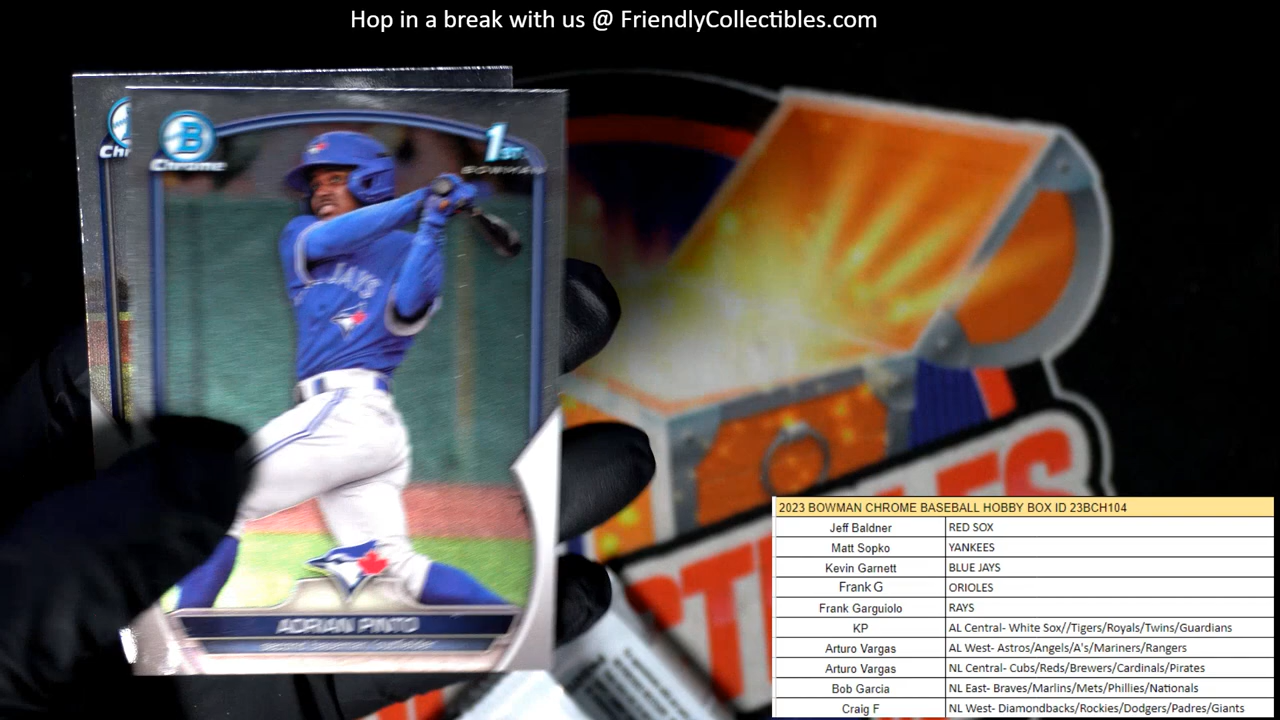 Hop in a break with us @ FriendlyCollectibles.com
B
Chrome
1ST
BOWMAN
Chr
JAYS
ADRIAN PINTO
2023 BOWMAN CHROME BASEBALL HOBBY BOX ID 23BCH104
Jeff Baldner RED SOX
Matt Sopko YANKEES
Kevin Garnett BLUE JAYS
Frank G ORIOLES
Frank Garguiolo RAYS
KP AL Central- White Sox//Tigers/Royals/Twins/Guardians
Arturo Vargas AL West- Astros/Angels/A's/Mariners/Rangers
Arturo Vargas NL Central- Cubs/Reds/Brewers/Cardinals/Pirates
Bob Garcia NL East- Braves/Marlins/Mets/Phillies/Nationals
Craig F NL West- Diamondbacks/Rockies/Dodgers/Padres/Giants